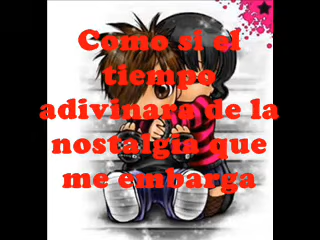 Como si el
tiempo
adivinara de la
nostalgia que
me embarga